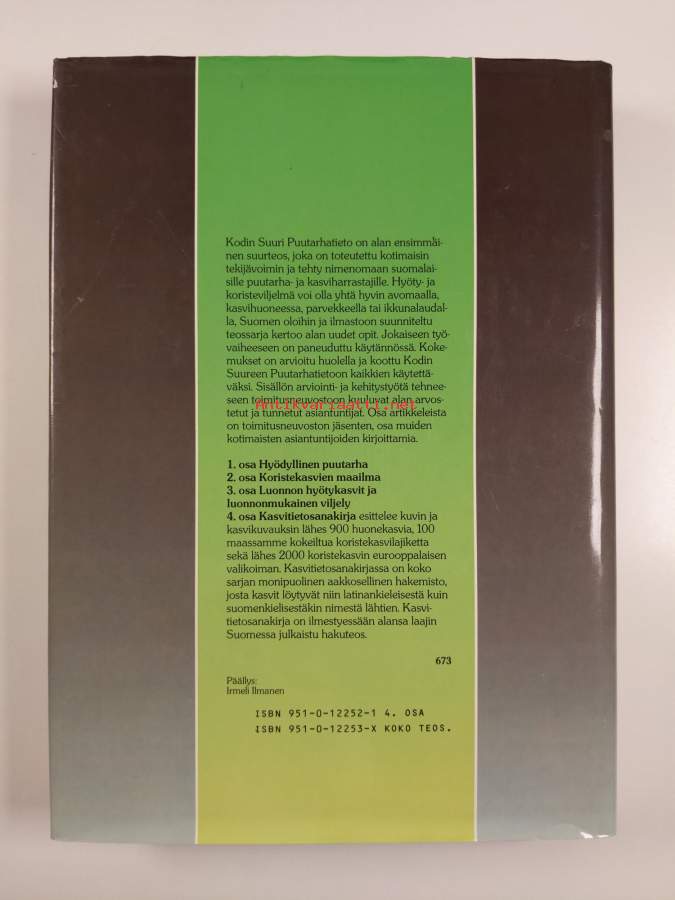 Kodin Suuri Puutarhatieto on alan ensimmäi-
nen suurteos, joka on toteutettu kotimaisin
tekijävoimin ja tehty nimenomaan suomalai-
sille puutarha- ja kasviharrastajille. Hyöty- ja
koristeviljelmä voi olla yhtä hyvin avomaalla,
kasvihuoneessa, parvekkeella tai ikkunalaudal-
la, Suomen oloihin ja ilmastoon suunniteltu
teossarja kertoo alan uudet opit. Jokaiseen työ-
vaiheeseen on paneuduttu käytännössä. Koke-
mukset on arvioitu huolella ja koottu Kodin
Suureen Puutarhatietoon kaikkien käytettä-
väksi. Sisällön arviointi- ja kehitystyötä tehnee-
seen toimitusneuvostoon kuuluvat alan arvos-
antikvariaatti.net
tetut ja tunnetut asiantuntijat. Osa artikkeleista
on toimitusneuvoston jäsenten, osa muiden
kotimaisten asiantuntijoiden kirjoittamia.
1. osa Hyödyllinen puutarha
2. osa Koristekasvien maailma
3. osa Luonnon hyötykasvit ja
luonnonmukainen viljely
4. osa Kasvitietosanakirja esittelee kuvin ja
kasvikuvauksin lähes 900 huonekasvia, 100
maassamme kokeiltua koristekasvilajiketta
sekä lähes 2000 koristekasvin eurooppalaisen
valikoiman. Kasvitietosanakirjassa on koko
sarjan monipuolinen aakkosellinen hakemisto,
josta kasvit löytyvät niin latinankieleisestä kuin
suomenkielisestäkin nimestä lähtien. Kasvi-
tietosanakirja on ilmestyessään alansa laajin
Suomessa julkaistu hakuteos.
673
Päällys:
Irmeli Ilmanen
ISBN 951-0-12252-1 4. OSA
ISBN 951-0-12253-X KOKO TEOS.